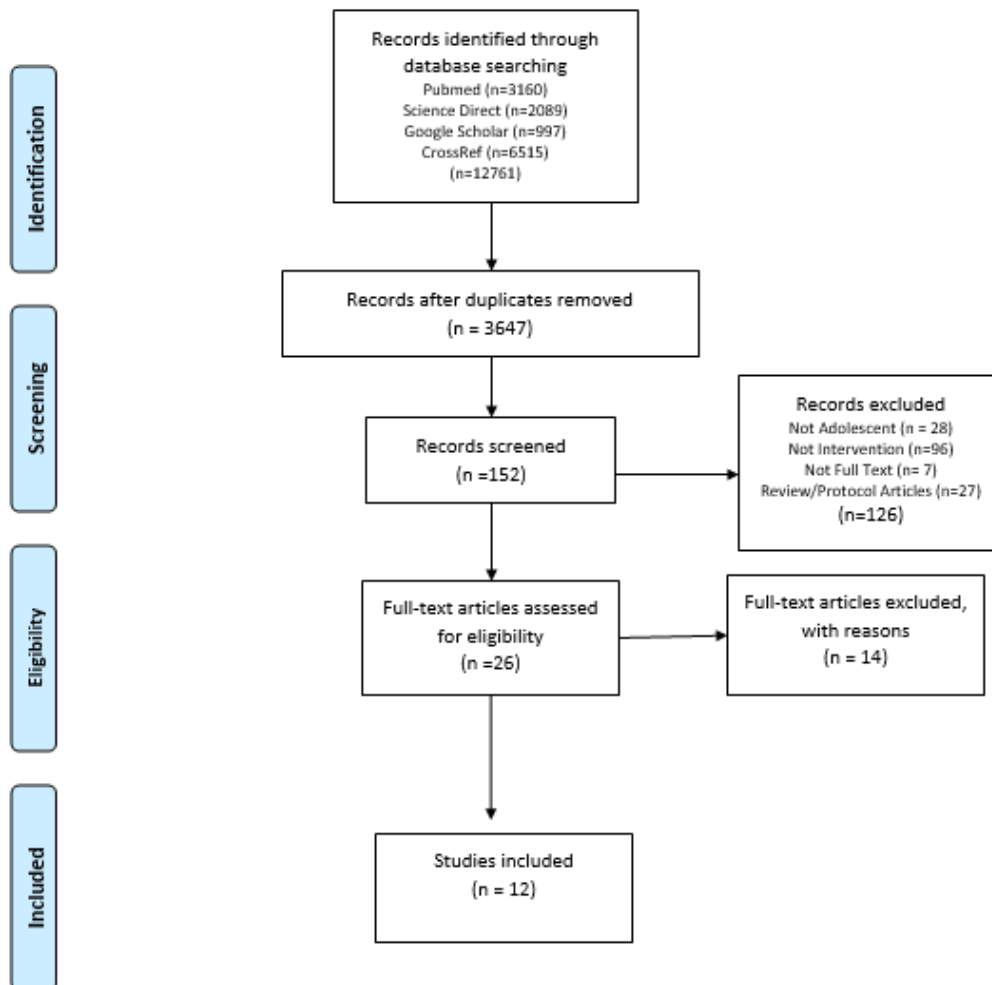 Identification
Records identified through
database searching
Pubmed (n=3160)
Science Direct (n=2089)
Google Scholar (n=997)
CrossRef (n=6515)
(n=12761)
Records after duplicates removed
(n = 3647)
Screening
Records screened
(n =152)
Records excluded
Not Adolescent (n = 28)
Not Intervention (n=96)
Not Full Text (n= 7)
Review/Protocol Articles (n=27)
(n=126)
Eligibility
Full-text articles assessed
for eligibility
(n =26)
Full-text articles excluded,
with reasons
(n = 14)
Included
Studies included
(n = 12)